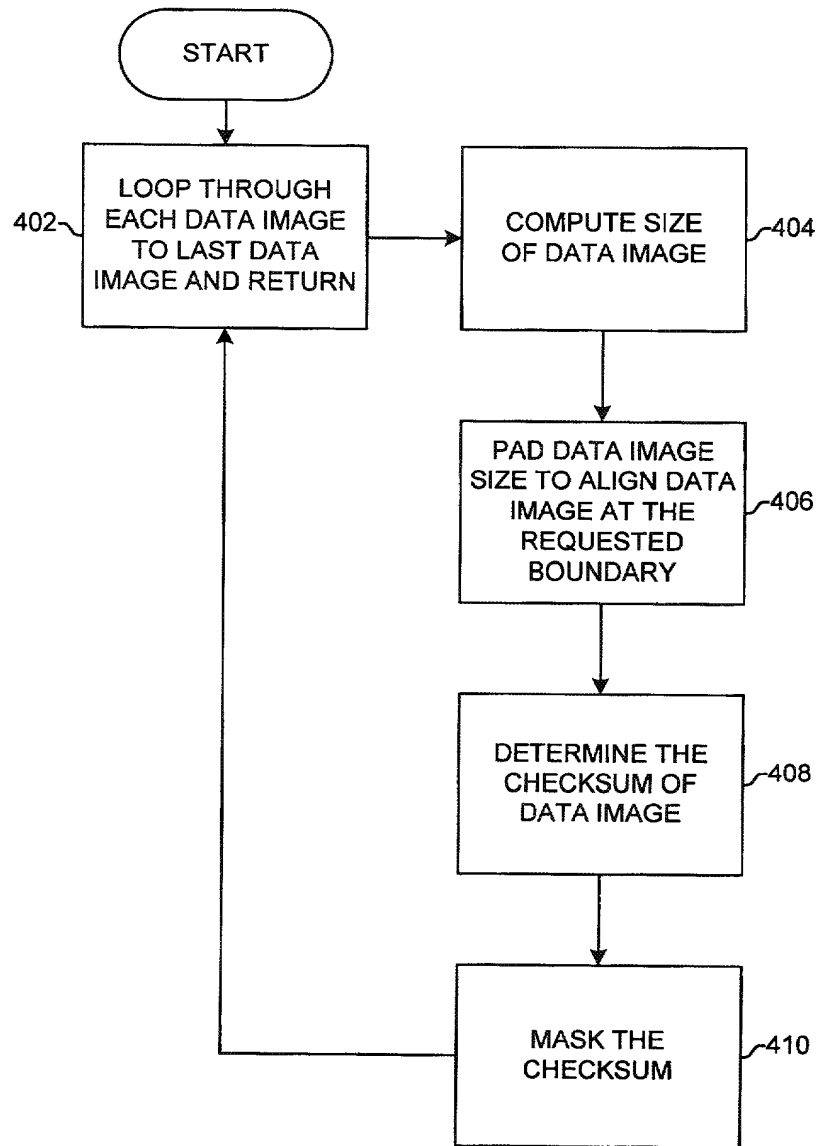 START
LOOP THROUGH
EACH DATA IMAGE
TO LAST DATA
IMAGE AND RETURN
402
COMPUTE SIZE
OF DATA IMAGE
404
PAD DATA IMAGE
SIZE TO ALIGN DATA
IMAGE AT THE
REQUESTED
BOUNDARY
406
DETERMINE THE
CHECKSUM OF
DATA IMAGE
408
MASK THE
CHECKSUM
410